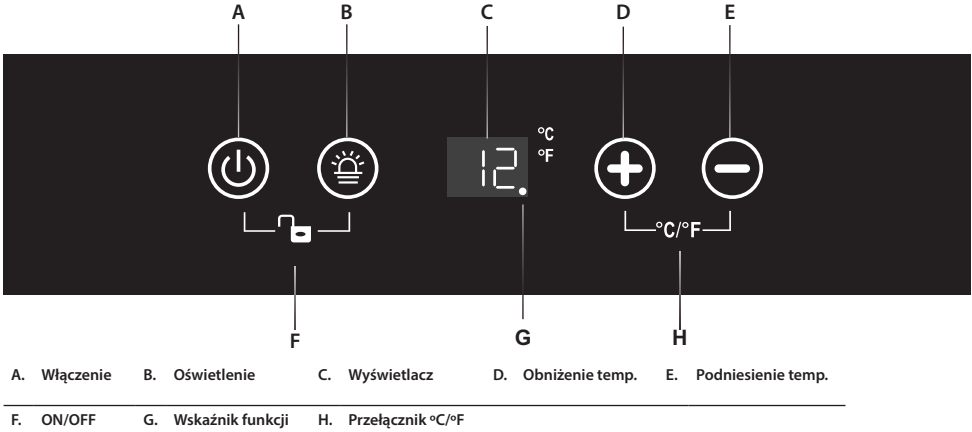 A B C D E
°C
12. °F
°C/°F
F G H
A. Włączenie B. Oświetlenie C. Wyświetlacz D. Obniżenie temp. E. Podniesienie temp.
F. ON/OFF G. Wskaźnik funkcji H. Przełącznik ºC/ºF